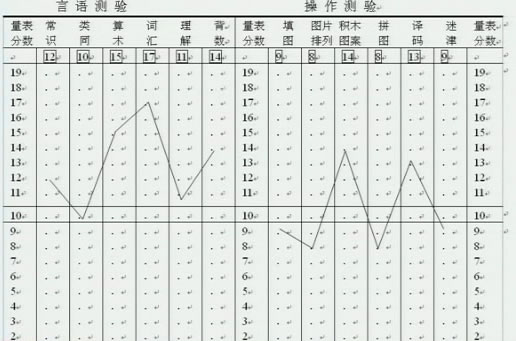 言语测验 操作测验
量表 常 类 算 词 理 背 量表 填 图片 积木 拼 译 迷 量表
分数 识 同 术 汇 解 数 分数 图 排列 图案 图 码 津 分数
12 10 15 17 11 14 9 8 14 8 13 9
19 19 19
18 18 18
17 17 17
16 16 16
15 15 15
14 14 14
13 13 13
12 12 12
11 11 11
10 10 10
9 9 9
8 8 8
7 7 7
6 6 6
5 5 5
4 4 4
3 3 3
2 2 2